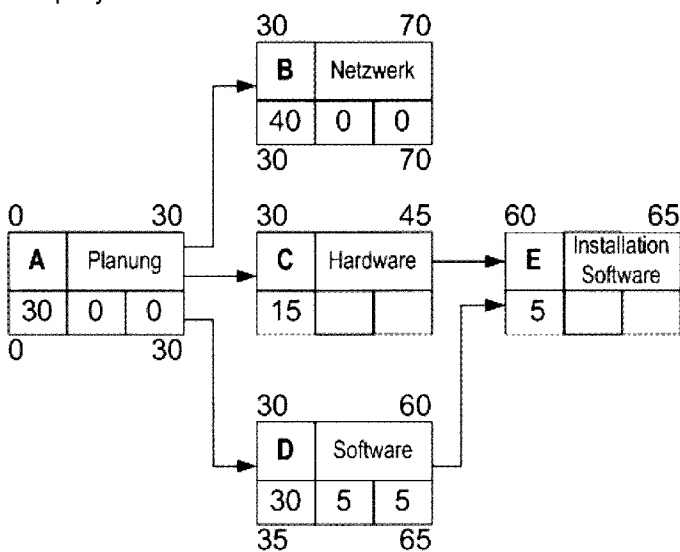 30 70
B Netzwerk
40 0 0
30 70
0 30
A Planung
30 0 0
0 30
30 45
C Hardware
15
60 65
E Installation
Software
5
30 60
D Software
30 5 5
35 65